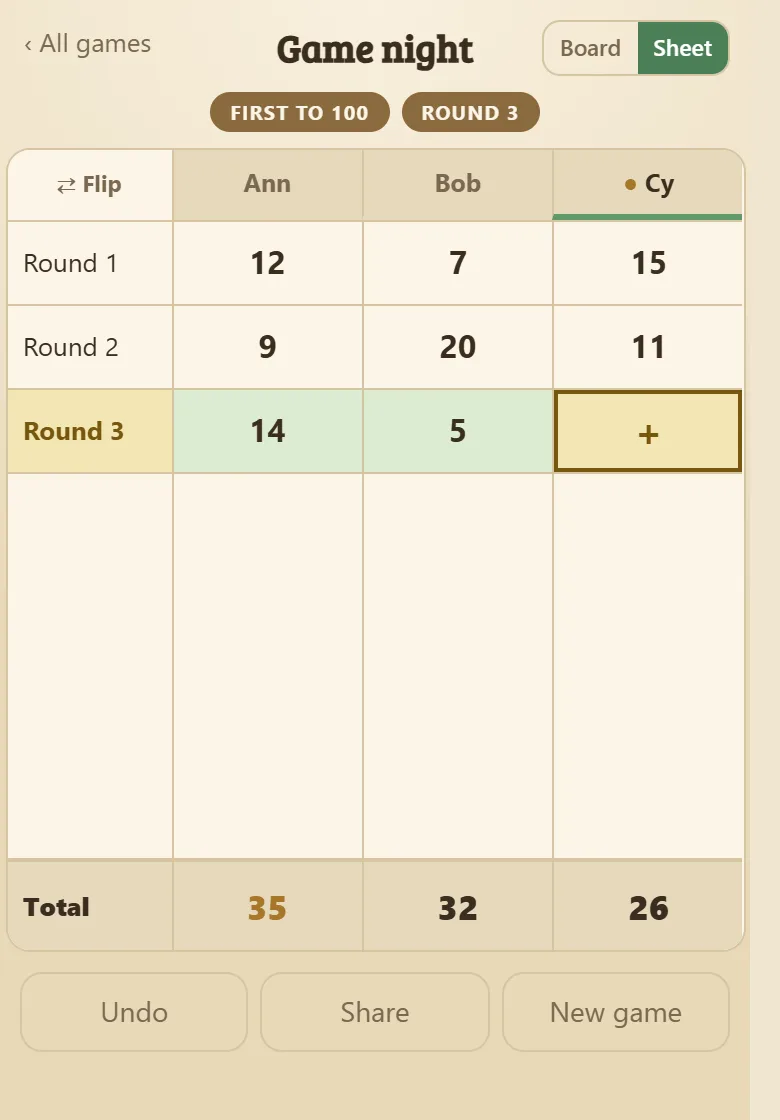 ‹ All games Game night Board Sheet
FIRST TO 100 ROUND 3
⇄ Flip Ann Bob Cy
Round 1 12 7 15
Round 2 9 20 11
Round 3 14 5 +
Total 35 32 26
Undo Share New game